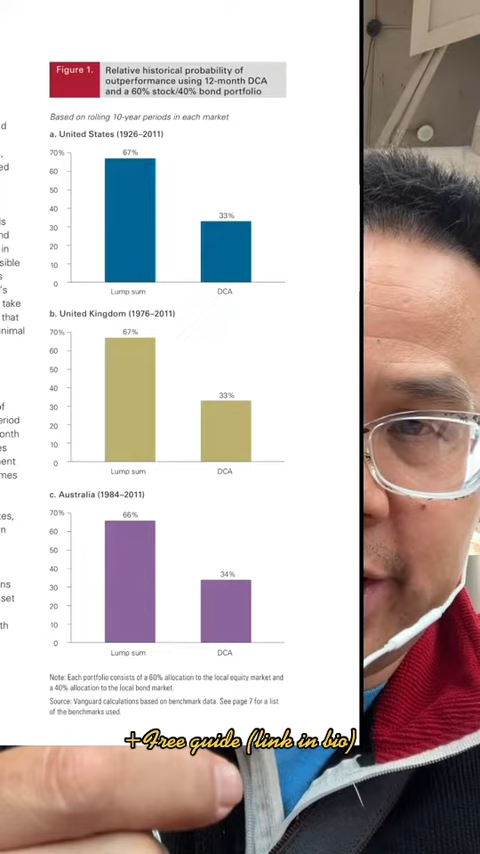 Figure 1.
Relative historical probability of
outperformance using 12-month DCA
and a 60% stock/40% bond portfolio
Based on rolling 10-year periods in each market
a. United States (1926–2011)
70%
60
50
40
30
20
10
0
67%
33%
Lump sum
DCA
b. United Kingdom (1976–2011)
70%
60
50
40
30
20
10
0
67%
33%
Lump sum
DCA
c. Australia (1984–2011)
70%
60
50
40
30
20
10
0
66%
34%
Lump sum
DCA
Note: Each portfolio consists of a 60% allocation to the local equity market and
a 40% allocation to the local bond market.
Source: Vanguard calculations based on benchmark data. See page 7 for a list
of the benchmarks used.
take
that
+Free guide (link in bio)